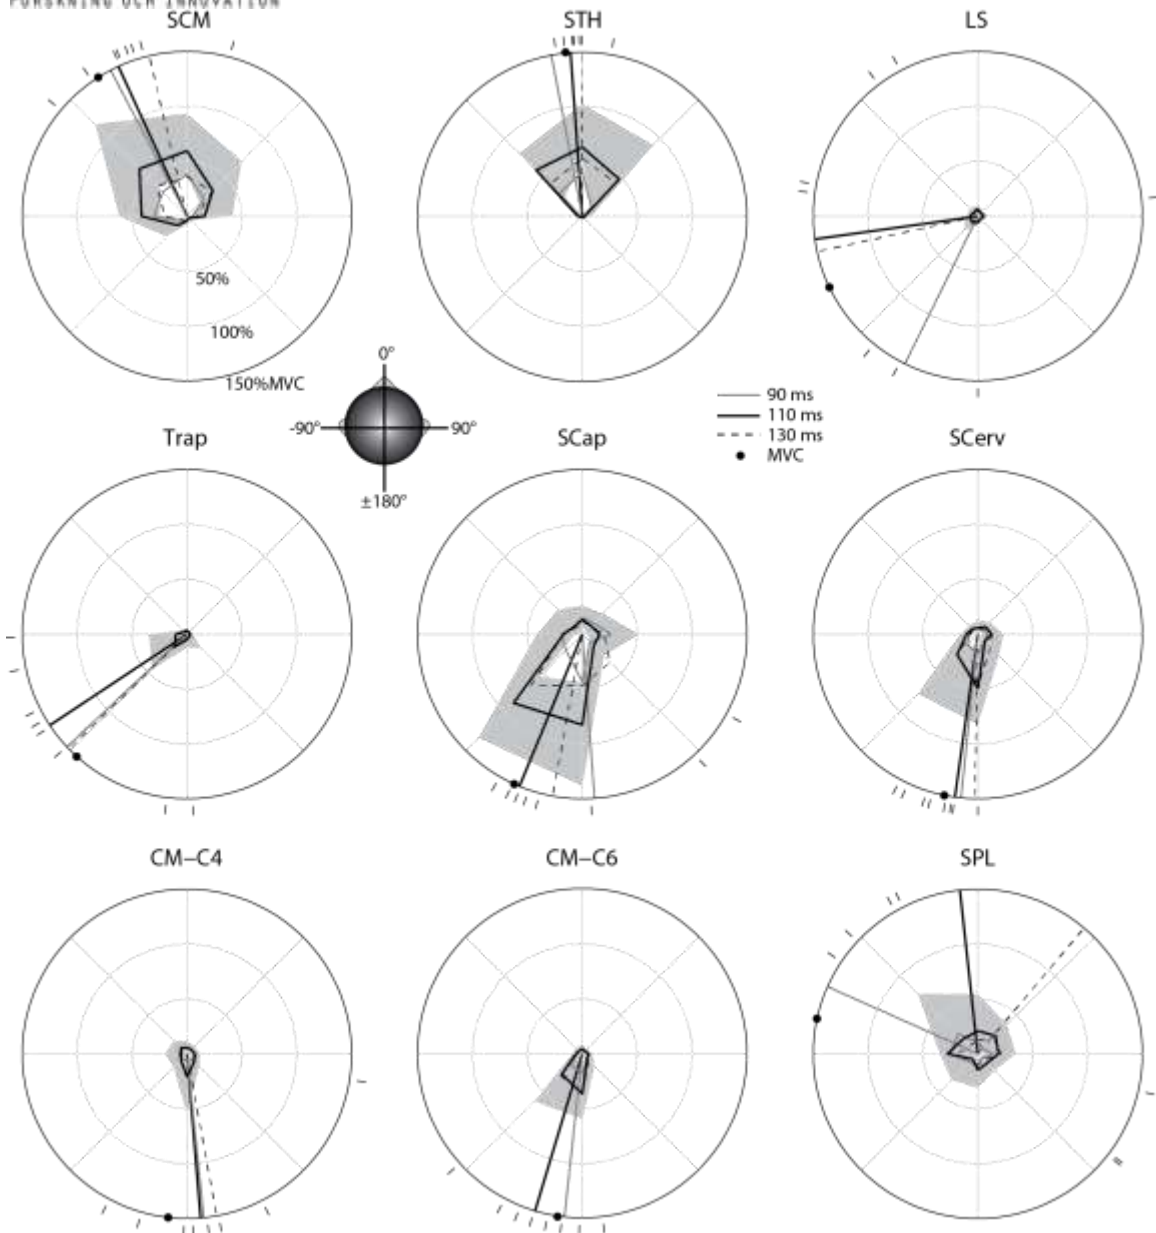 FORSKNING OCH INNOVATION
SCM
STH
LS
50%
100%
150%MVC
0°
-90°
90°
±180°
90 ms
110 ms
130 ms
MVC
Trap
SCap
SCerv
CM–C4
CM–C6
SPL